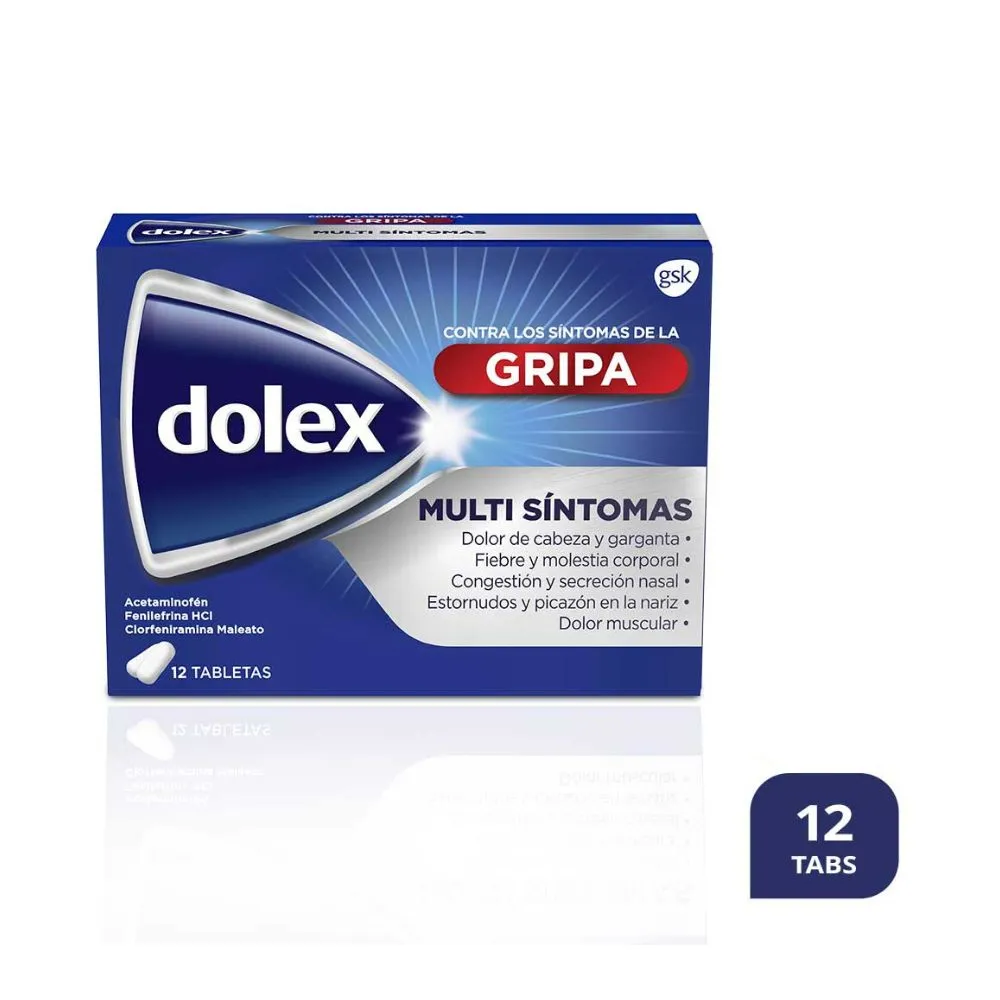 CONTRA LOS SÍNTOMAS DE LA
GRIPA
dolex
MULTI SÍNTOMAS
gsk
CONTRA LOS SÍNTOMAS DE LA
GRIPA
dolex
MULTI SÍNTOMAS
Dolor de cabeza y garganta •
Fiebre y molestia corporal •
Congestión y secreción nasal •
Estornudos y picazón en la nariz •
Dolor muscular •
Acetaminofén
Fenilefrina HCl
Clorfeniramina Maleato
12 TABLETAS
12
TABS